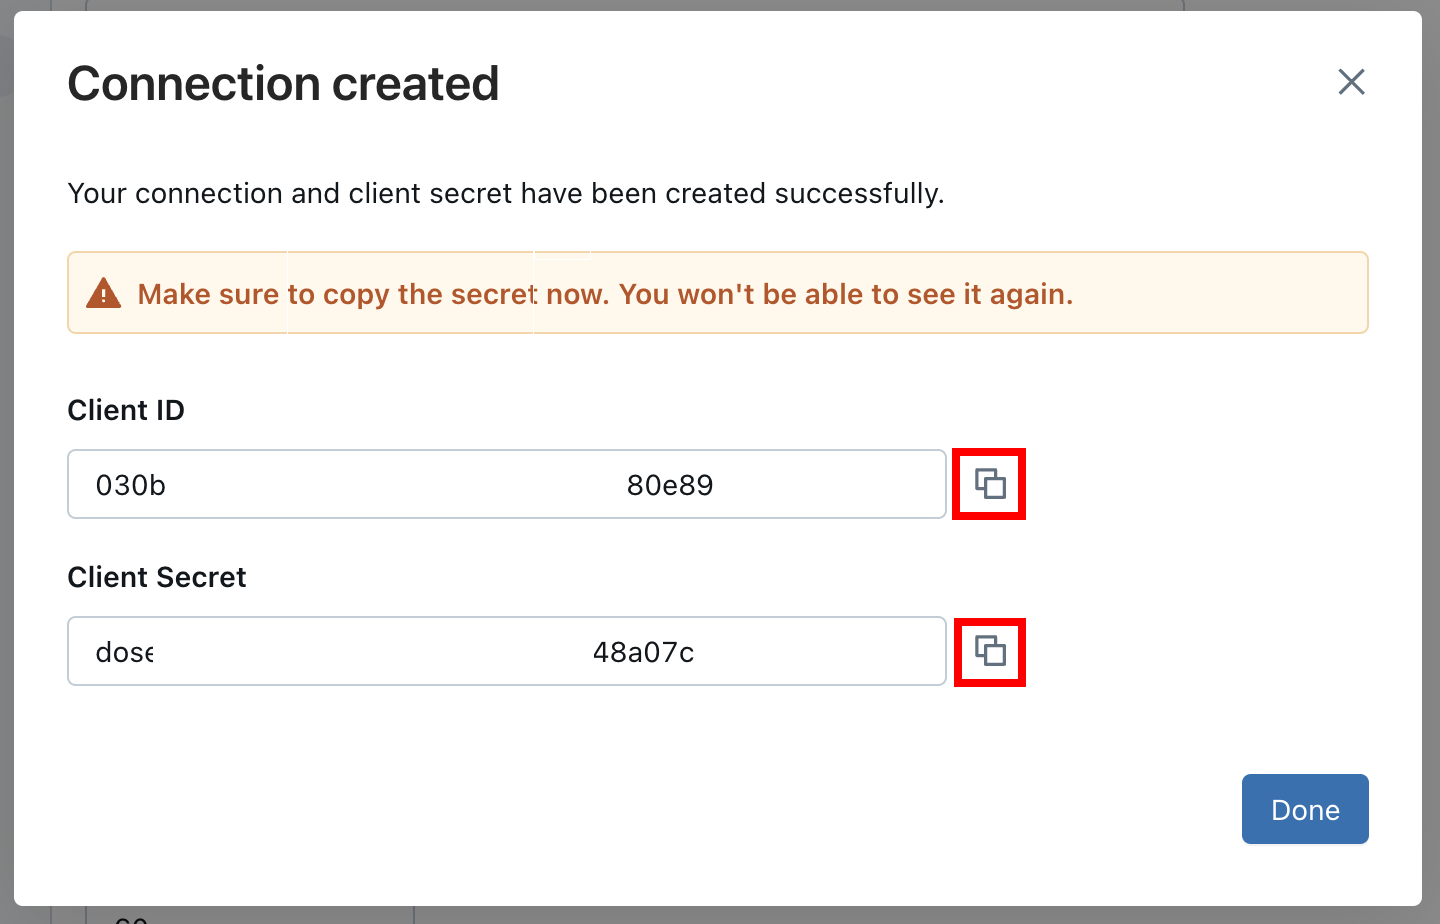 Connection created
Your connection and client secret have been created successfully.
Make sure to copy the secret now. You won't be able to see it again.
Client ID
030b 80e89
Client Secret
dose 48a07c
Done